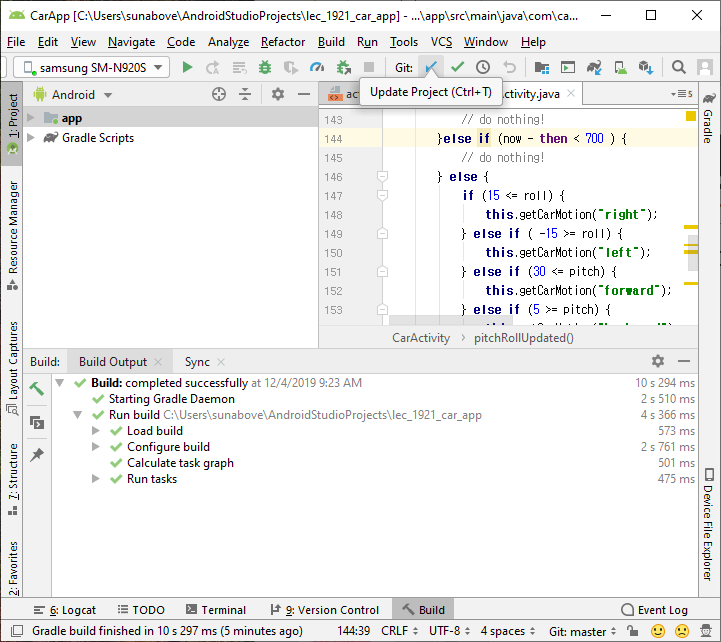 CarApp [C:\Users\sunabove\AndroidStudioProjects\lec_1921_car_app] - ...\app\src\main\java\com\ca...
File Edit View Navigate Code Analyze Refactor Build Run Tools VCS Window Help
samsung SM-N920S Git:
Update Project (Ctrl+T)
Android ac ctivity.java 5
1: Project
Resource Manager
Layout Captures
7: Structure
2: Favorites
app
Gradle Scripts
143 // do nothing!
144 }else if (now - then < 700 ) {
145 // do nothing!
146 } else {
147 if (15 <= roll) {
148 this.getCarMotion("right");
149 } else if ( -15 >= roll) {
150 this.getCarMotion("left");
151 } else if (30 <= pitch) {
152 this.getCarMotion("forward");
153 } else if (5 >= pitch) {
CarActivity > pitchRollUpdated()
Gradle
Device File Explorer
Build: Build Output Sync
Build: completed successfully at 12/4/2019 9:23 AM 10 s 294 ms
Starting Gradle Daemon 2 s 510 ms
Run build C:\Users\sunabove\AndroidStudioProjects\lec_1921_car_app 4 s 366 ms
Load build 573 ms
Configure build 2 s 761 ms
Calculate task graph 501 ms
Run tasks 475 ms
6: Logcat TODO Terminal 9: Version Control Build Event Log
Gradle build finished in 10 s 297 ms (5 minutes ago) 144:39 CRLF UTF-8 4 spaces Git: master